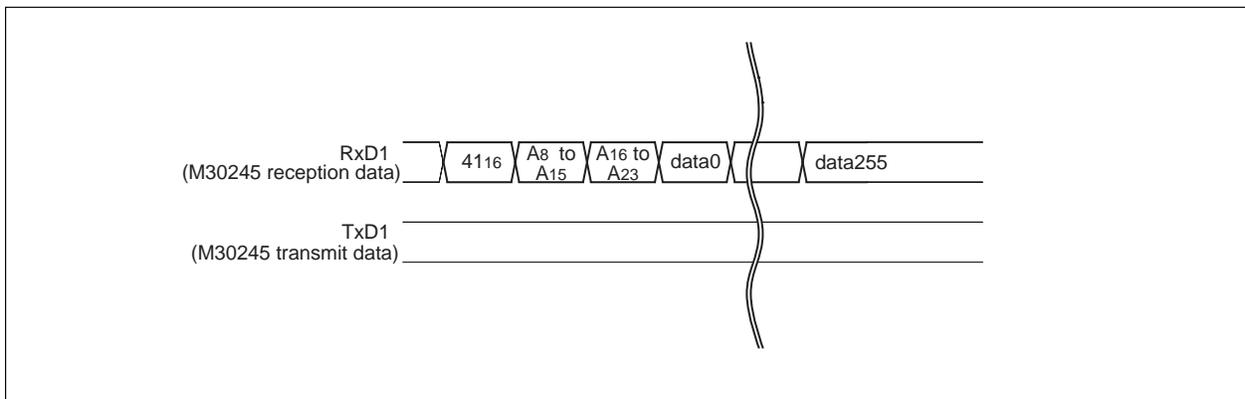 RxD1
(M30245 reception data)
4116
A8 to
A15
A16 to
A23
data0
data255
TxD1
(M30245 transmit data)